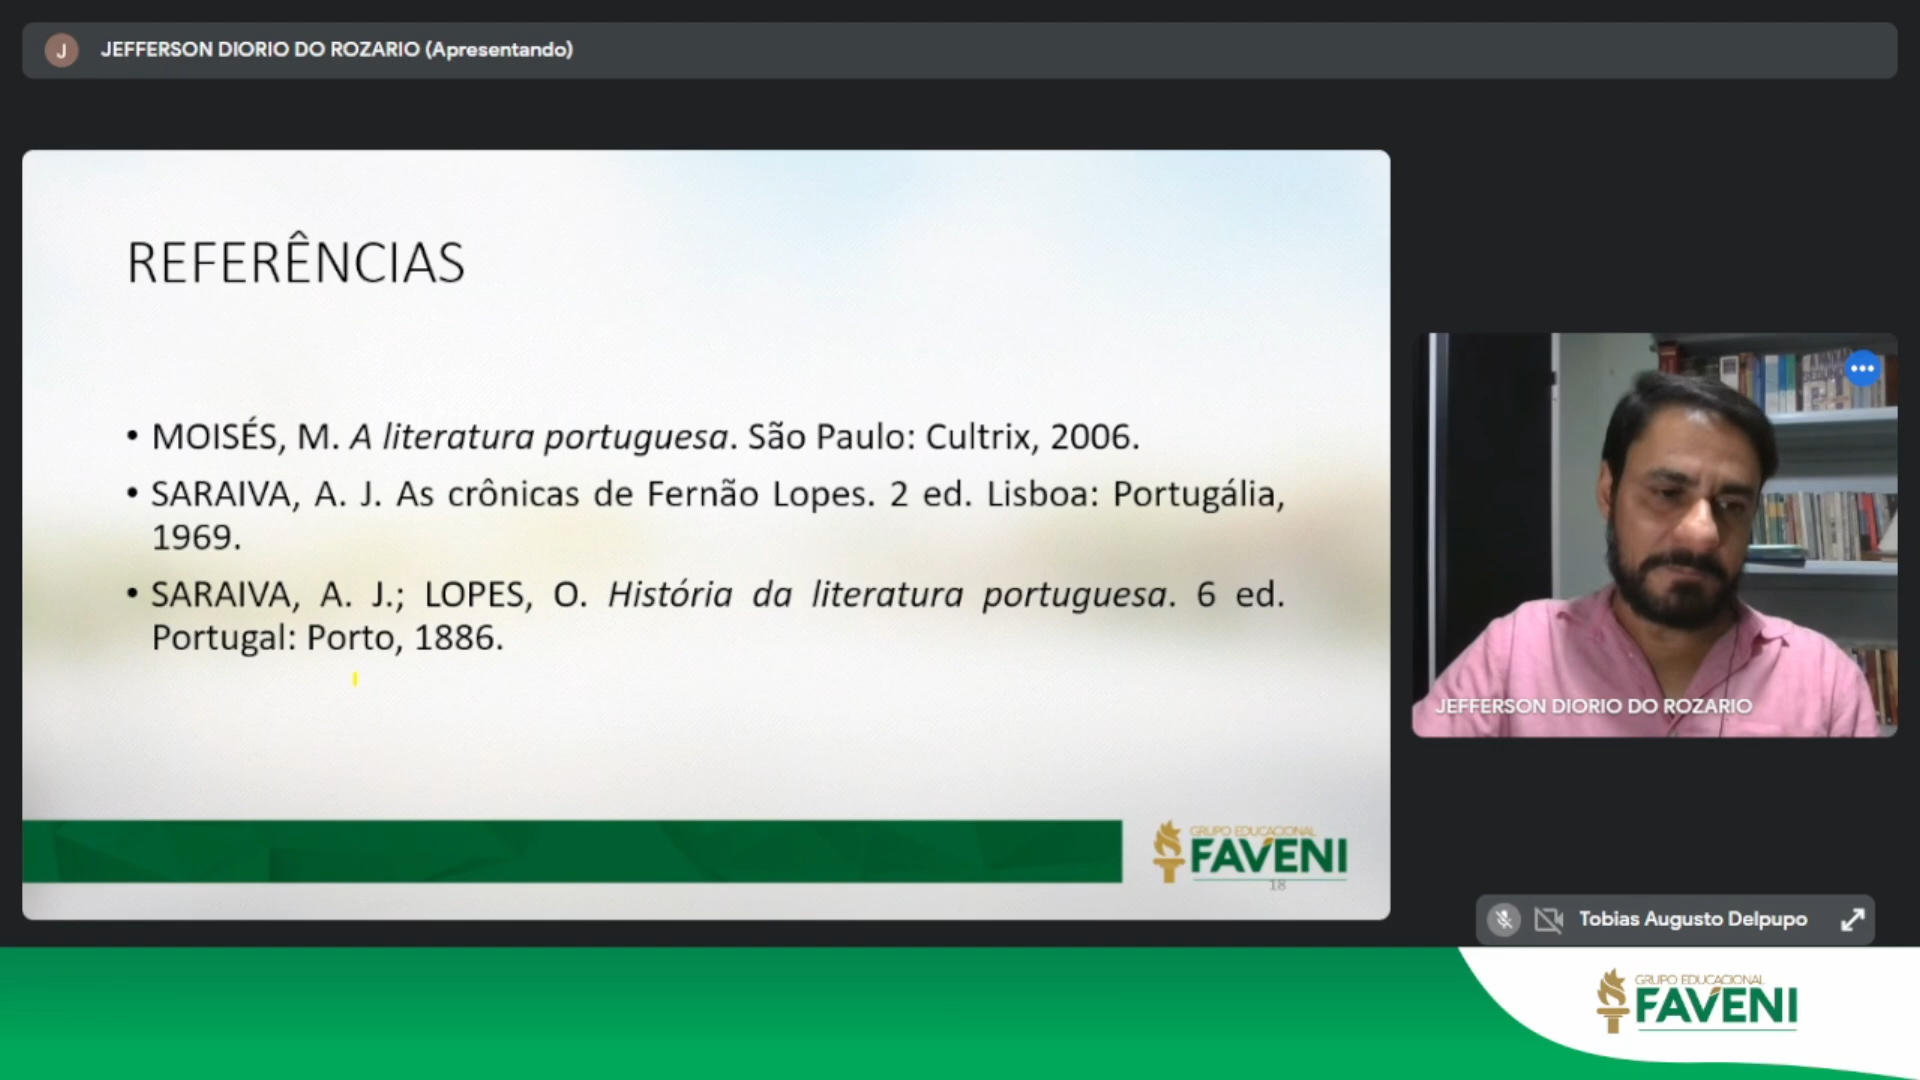 J
JEFFERSON DIORIO DO ROZARIO (Apresentando)
REFERÊNCIAS
• MOISÉS, M. A literatura portuguesa. São Paulo: Cultrix, 2006.
• SARAIVA, A. J. As crônicas de Fernão Lopes. 2 ed. Lisboa: Portugália,
1969.
• SARAIVA, A. J.; LOPES, O. História da literatura portuguesa. 6 ed.
Portugal: Porto, 1886.
GRUPO EDUCACIONAL
FAVENI
18
JEFFERSON DIORIO DO ROZARIO
Tobias Augusto Delpupo
GRUPO EDUCACIONAL
FAVENI